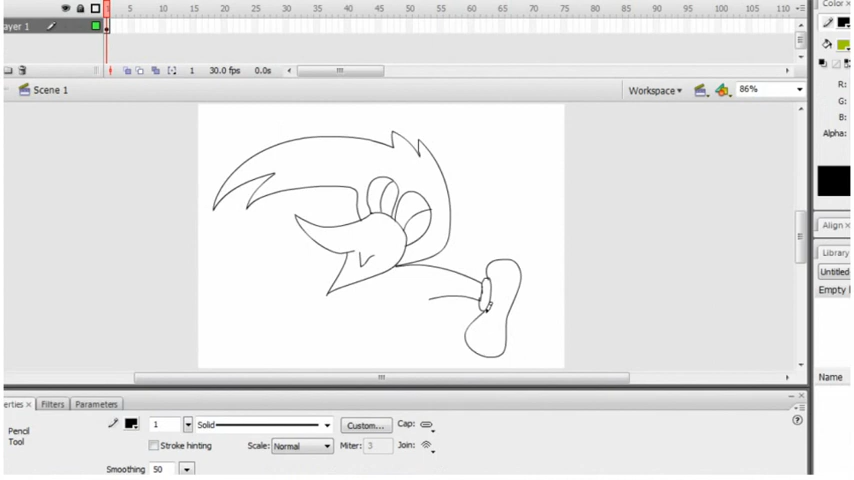 5 10 15 20 25 30 35 40 45 50 55 60 65 70 75 80 85 90 95 100 105 110
Color ×
ayer 1
1 30.0 fps 0.0s
Scene 1
Workspace
86%
R:
G:
B:
Alpha:
Align ×
Library
Untitled
Empty l
Name
erties × Filters Parameters
Pencil
Tool
1
Solid
Custom...
Cap:
Stroke hinting
Scale: Normal
Miter: 3
Join:
Smoothing 50